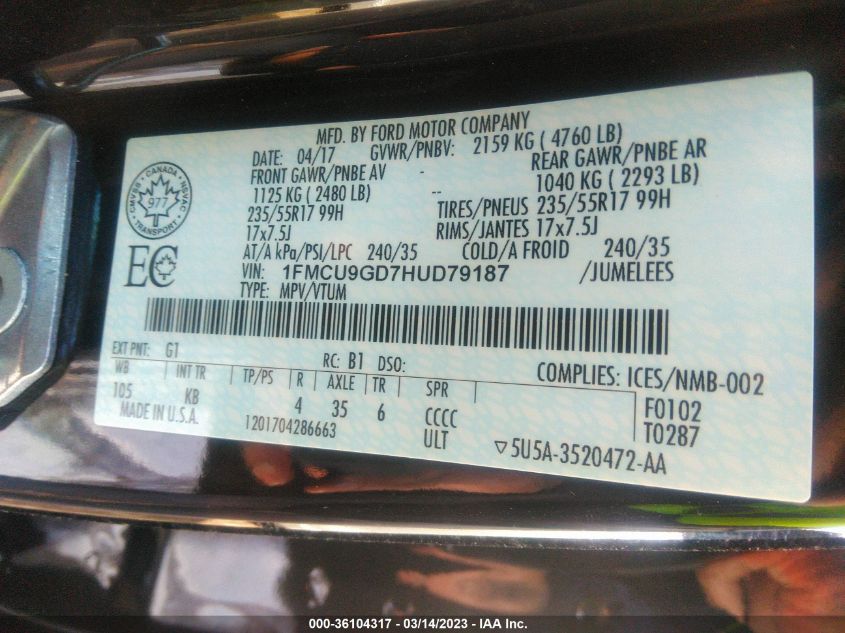 MFD. BY FORD MOTOR COMPANY
DATE: 04/17 GVWR/PNBV: 2159 KG ( 4760 LB)
FRONT GAWR/PNBE AV REAR GAWR/PNBE AR
1125 KG ( 2480 LB) -- 1040 KG ( 2293 LB)
235/55R17 99H -- TIRES/PNEUS 235/55R17 99H
17x7.5J RIMS/JANTES 17x7.5J
AT/A kPa/PSI/LPC 240/35 COLD/A FROID 240/35
VIN: 1FMCU9GD7HUD79187 /JUMELEES
TYPE: MPV/VTUM
CANADA
CMVSS NSVAC
977
TRANSPORT
EC
EXT PNT: G1 RC: B1 DSO:
COMPLIES: ICES/NMB-002
WB INT TR TP/PS R AXLE TR SPR
105 KB 4 35 6 CCCC
F0102
MADE IN U.S.A. 1201704286663 ULT
T0287
▽5U5A-3520472-AA
000-36104317 - 03/14/2023 - IAA Inc.